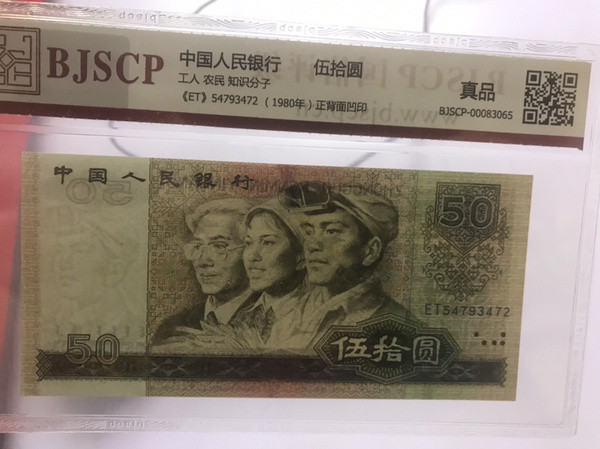 BJSCP
中国人民银行 伍拾圆
工人 农民 知识分子
《ET》54793472 （1980年）正背面凹印
真品
BJSCP-00083065
中国人民银行
50
ET54793472
50
伍拾圆